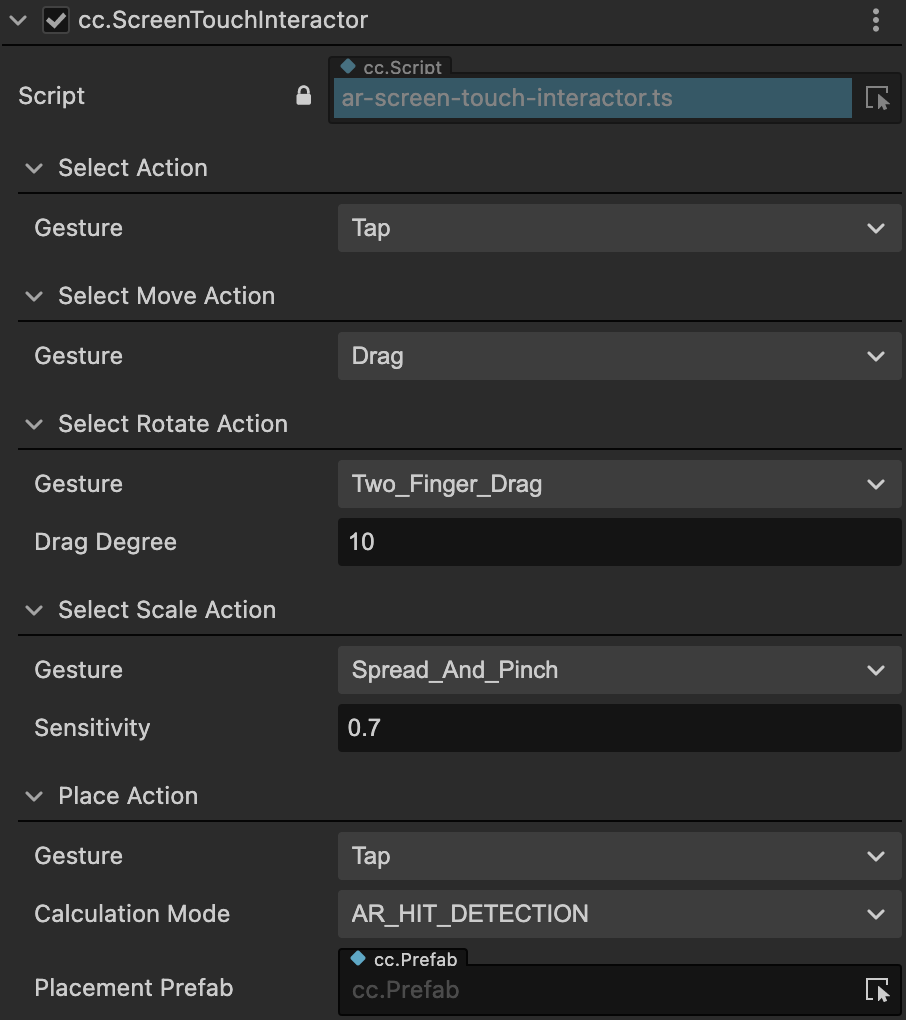 cc.ScreenTouchInteractor
cc.Script
Script ar-screen-touch-interactor.ts
Select Action
Gesture Tap
Select Move Action
Gesture Drag
Select Rotate Action
Gesture Two_Finger_Drag
Drag Degree 10
Select Scale Action
Gesture Spread_And_Pinch
Sensitivity 0.7
Place Action
Gesture Tap
Calculation Mode AR_HIT_DETECTION
cc.Prefab
Placement Prefab cc.Prefab